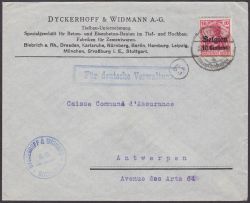 DYCKERHOFF & WIDMANN A.-G.
Tiefbau-Unternehmung
Spezialgeschäft für Beton- und Eisenbeton-Bauten im Tief- und Hochbau.
Fabriken für Zementwaren.
Biebrich a. Rh., Dresden, Karlsruhe, Nürnberg, Berlin, Hamburg, Leipzig,
München, Straßburg i. E., Stuttgart.
Belgien
10 Centimes
Für deutsche Verwaltung
Caisse Commune d'Assurance
Antwerpen
Avenue des Arts 64